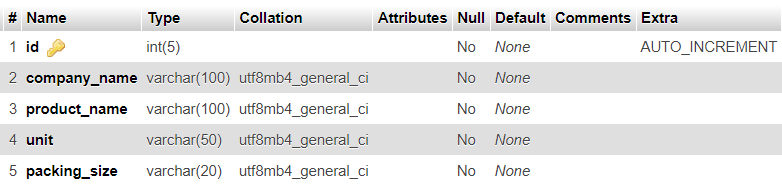 # Name Type Collation Attributes Null Default Comments Extra
1 id int(5) No None AUTO_INCREMENT
2 company_name varchar(100) utf8mb4_general_ci No None
3 product_name varchar(100) utf8mb4_general_ci No None
4 unit varchar(50) utf8mb4_general_ci No None
5 packing_size varchar(20) utf8mb4_general_ci No None